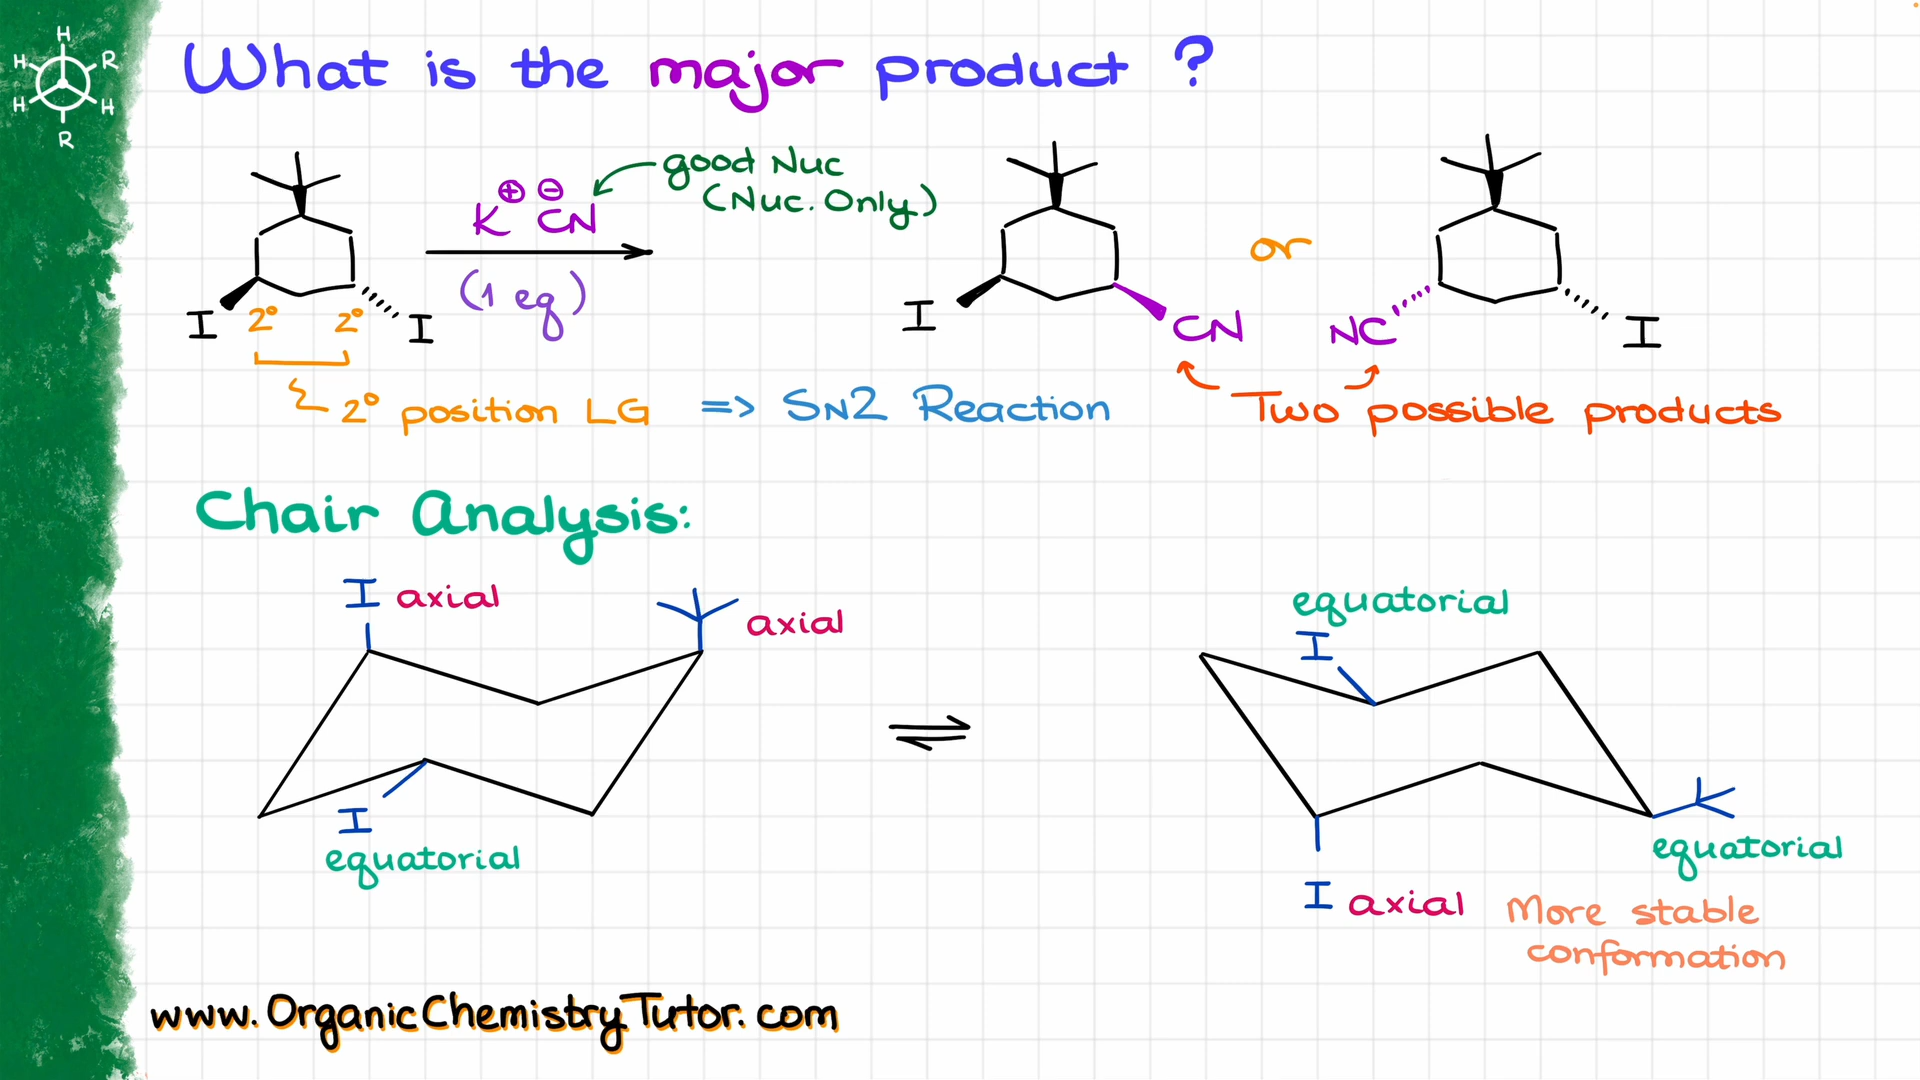 What is the major product ?
H
H R
H H
R
K⊕ ⊖CN
good Nuc
(Nuc. Only)
(1 eq)
or
I 2° 2° I
I CN
NC I
2° position LG => SN2 Reaction
Two possible products
Chair Analysis:
I axial
axial
I
equatorial
equatorial
I
equatorial
I axial
More stable
conformation
www.OrganicChemistryTutor.com